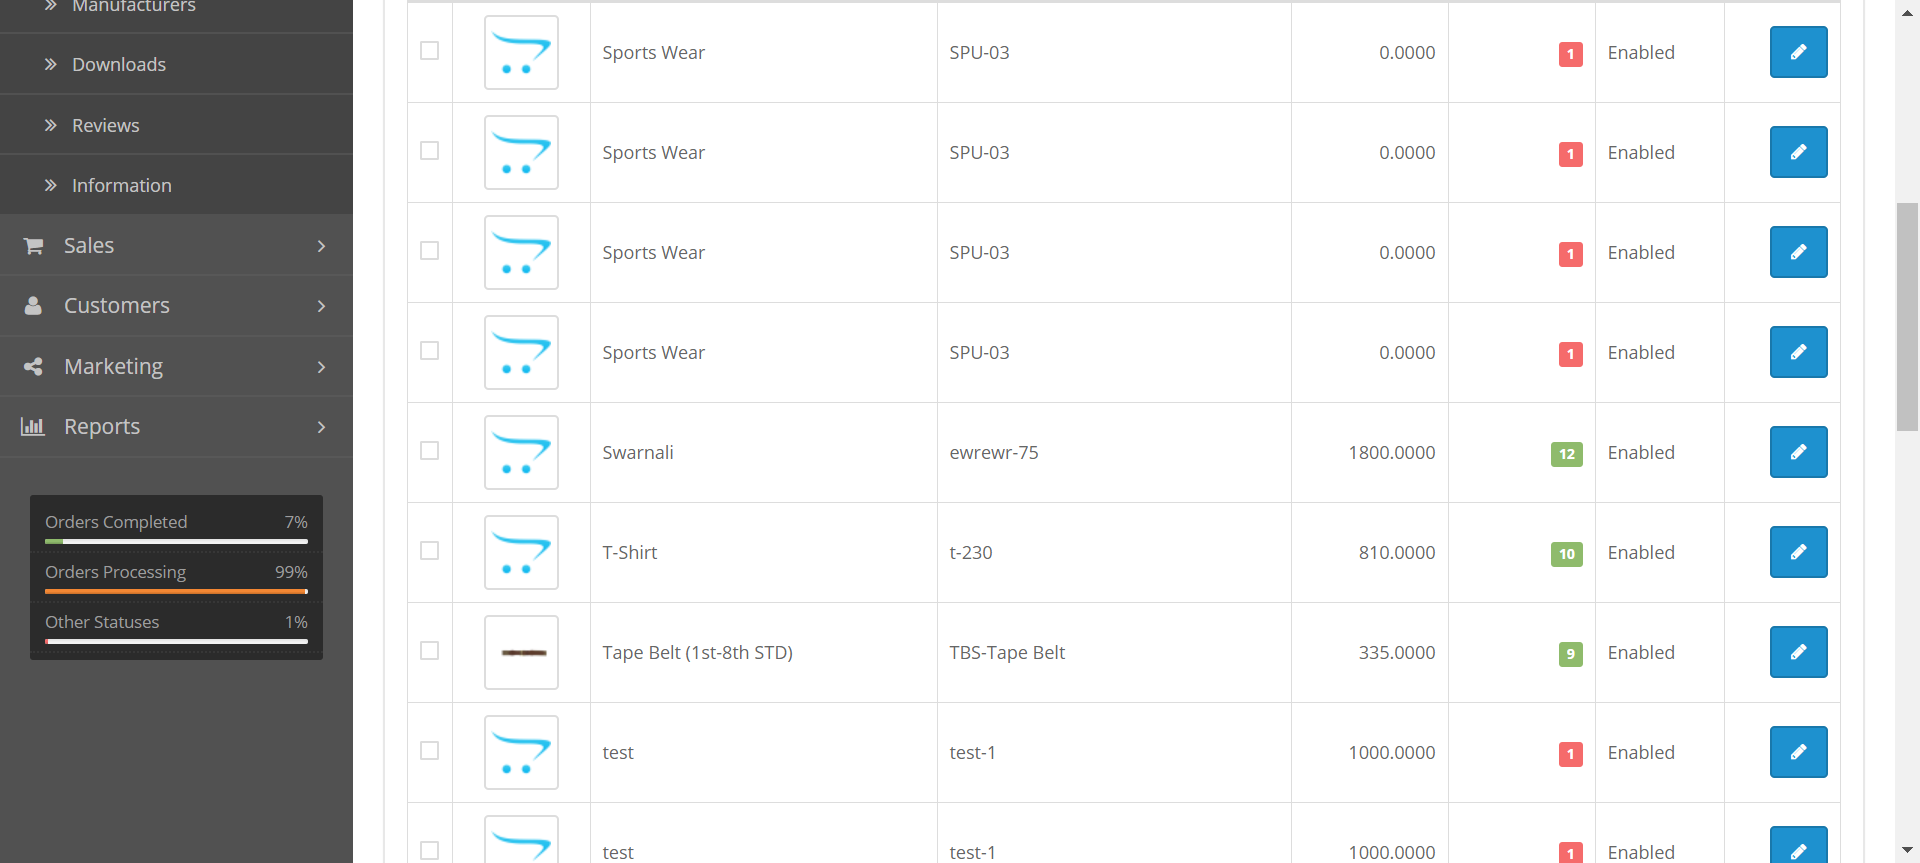 Manufacturers
Downloads
Reviews
Information
Sales
Customers
Marketing
Reports
Orders Completed 7%
Orders Processing 99%
Other Statuses 1%
Sports Wear SPU-03 0.0000 1 Enabled
Sports Wear SPU-03 0.0000 1 Enabled
Sports Wear SPU-03 0.0000 1 Enabled
Sports Wear SPU-03 0.0000 1 Enabled
Swarnali ewrewr-75 1800.0000 12 Enabled
T-Shirt t-230 810.0000 10 Enabled
Tape Belt (1st-8th STD) TBS-Tape Belt 335.0000 9 Enabled
test test-1 1000.0000 1 Enabled
test test-1 1000.0000 1 Enabled